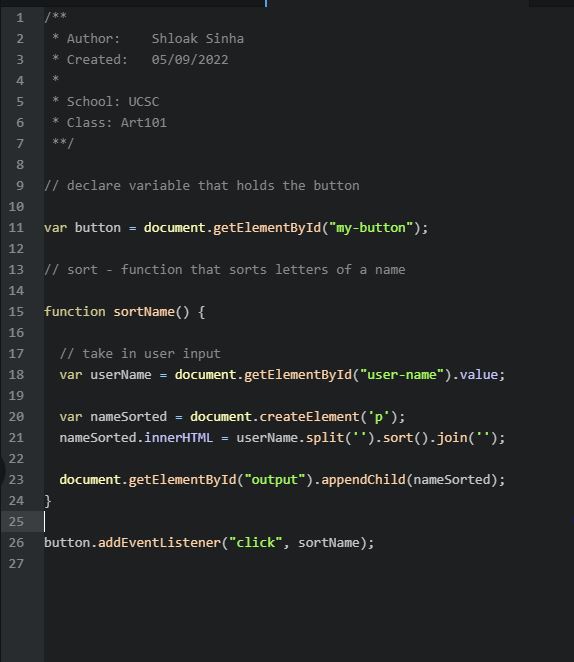 1 /**
2  * Author:    Shloak Sinha
3  * Created:   05/09/2022
4  *
5  * School: UCSC
6  * Class: Art101
7  **/
8
9 // declare variable that holds the button
10
11 var button = document.getElementById("my-button");
12
13 // sort - function that sorts letters of a name
14
15 function sortName() {
16
17   // take in user input
18   var userName = document.getElementById("user-name").value;
19
20   var nameSorted = document.createElement('p');
21   nameSorted.innerHTML = userName.split('').sort().join('');
22
23   document.getElementById("output").appendChild(nameSorted);
24 }
25
26 button.addEventListener("click", sortName);
27